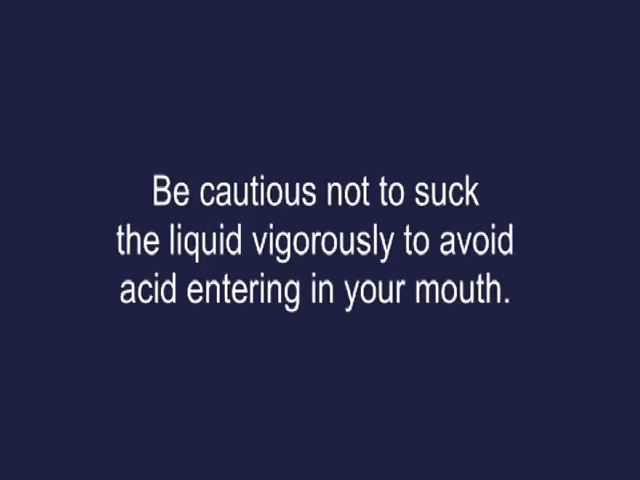 Be cautious not to suck
the liquid vigorously to avoid
acid entering in your mouth.